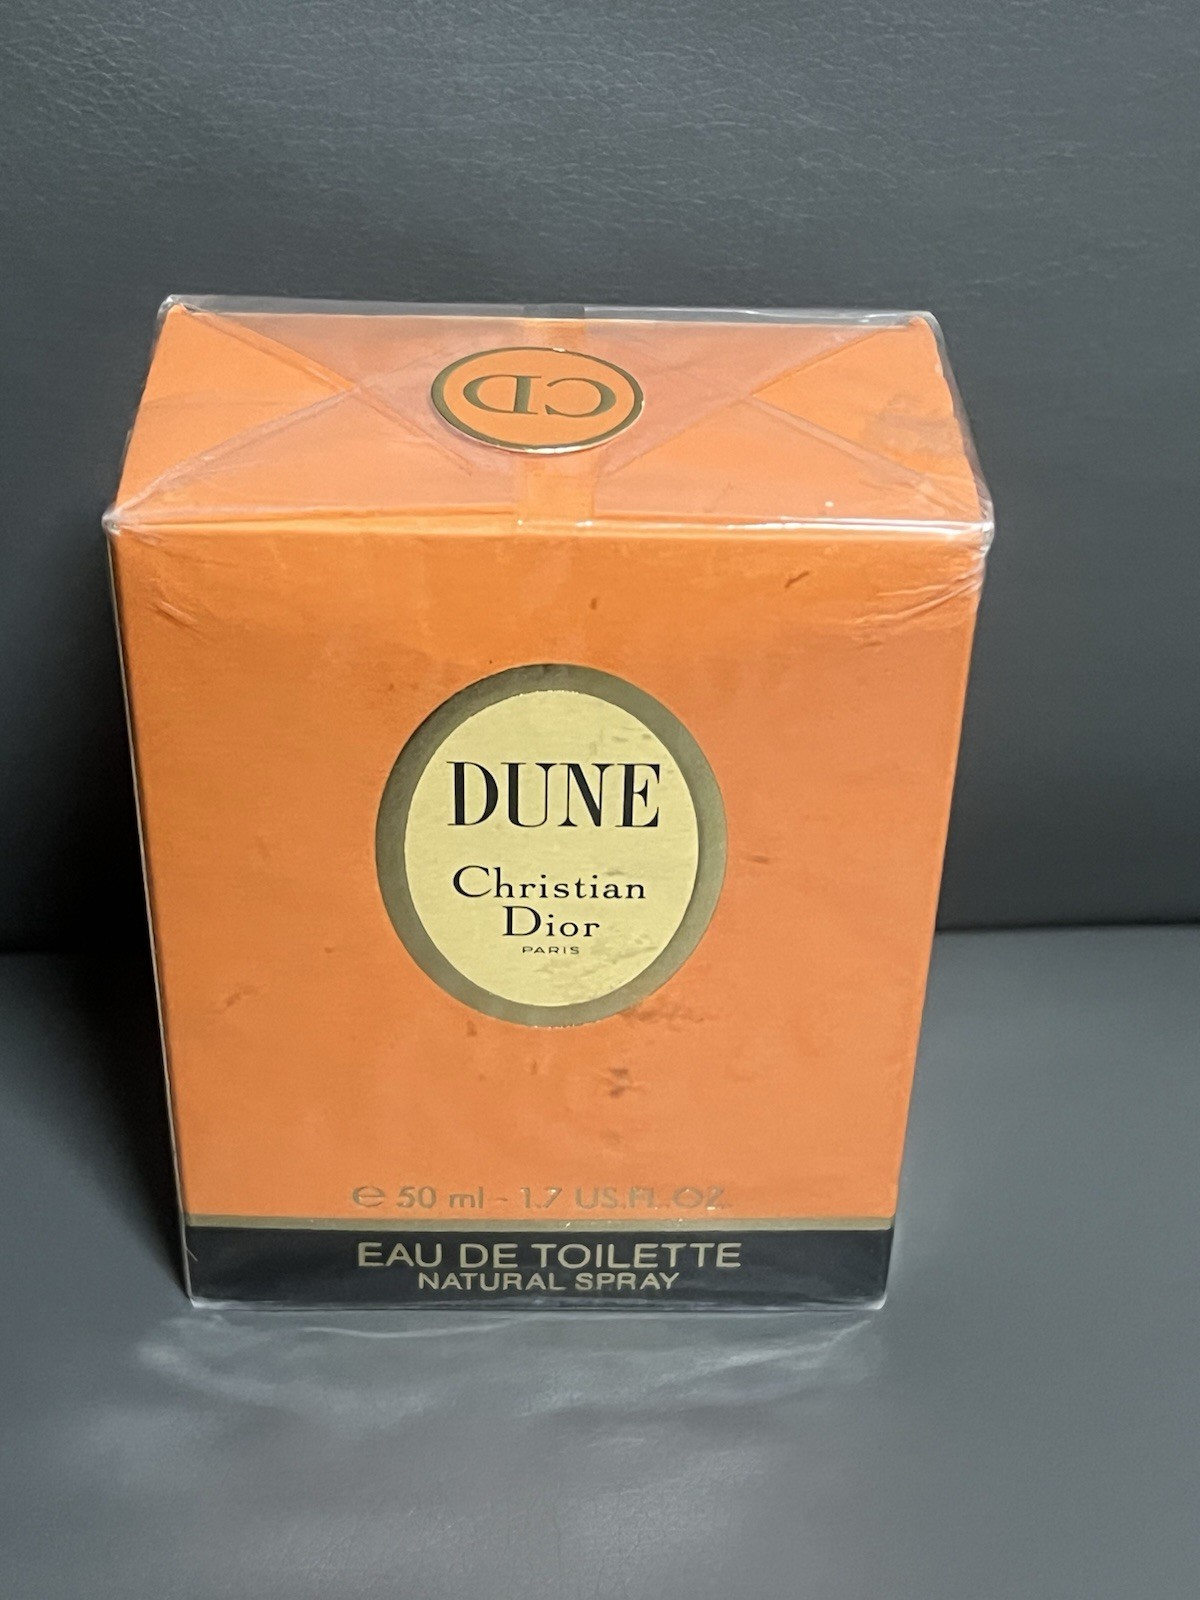 CD
DUNE
Christian
Dior
PARIS
e 50 ml - 1.7 US.FL.OZ.
EAU DE TOILETTE
NATURAL SPRAY